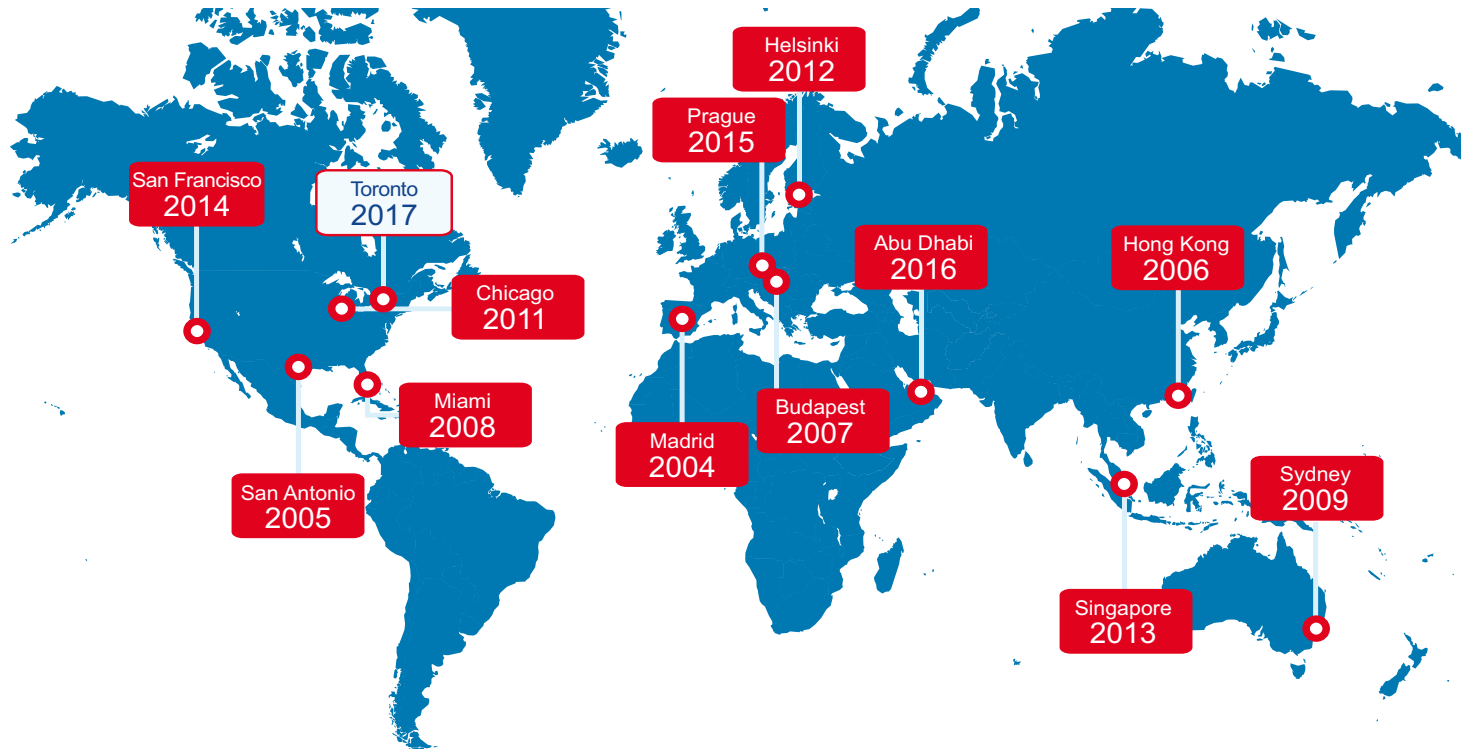 Helsinki
2012
Prague
2015
San Francisco
2014
Toronto
2017
Abu Dhabi
2016
Hong Kong
2006
Chicago
2011
Miami
2008
Budapest
2007
Madrid
2004
San Antonio
2005
Sydney
2009
Singapore
2013